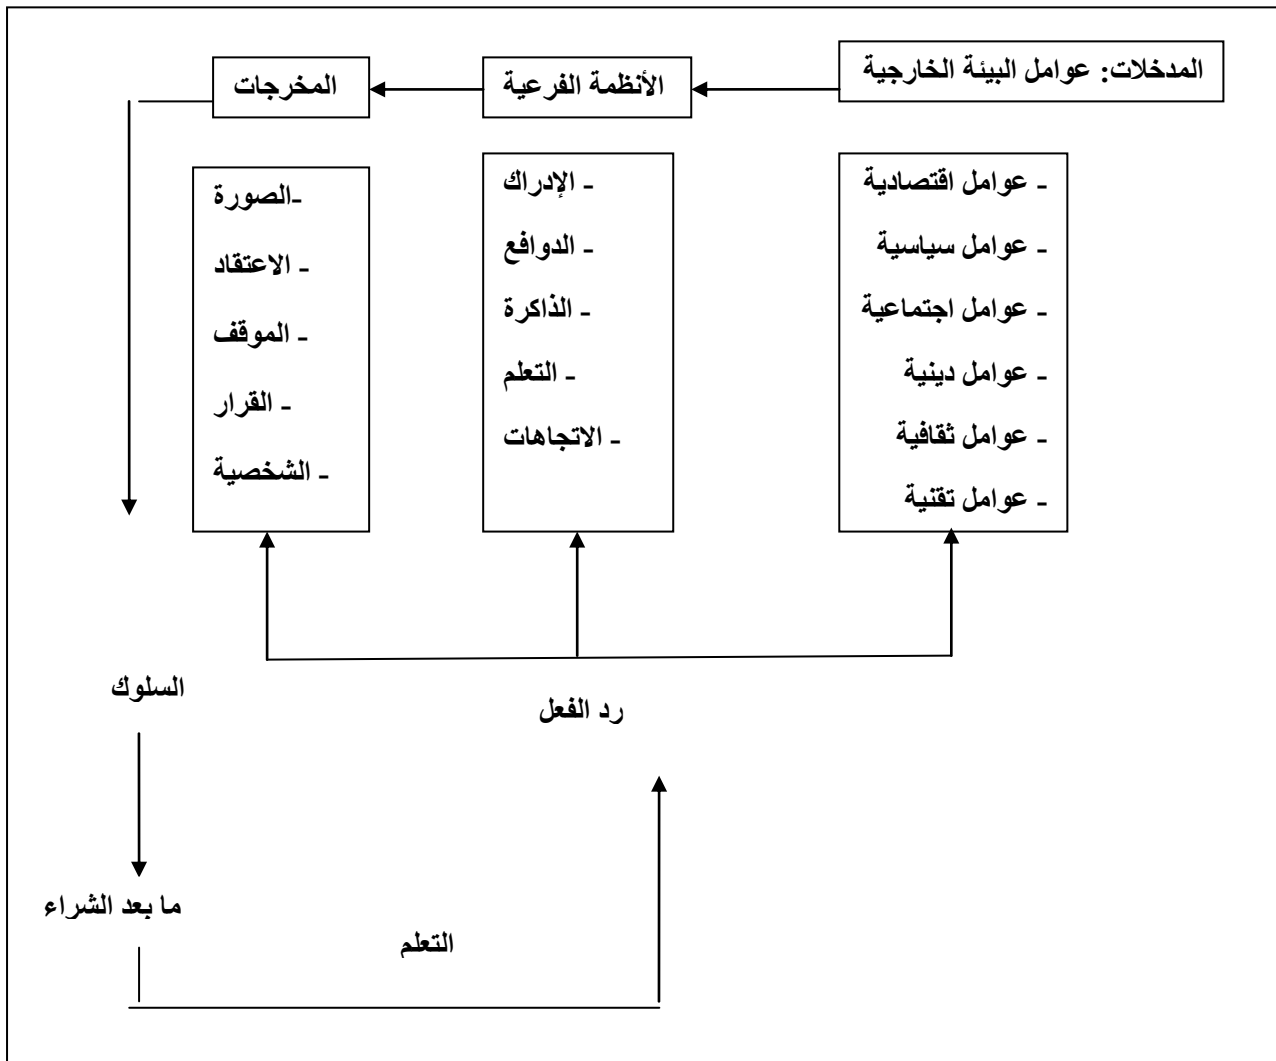 المدخلات: عوامل البيئة الخارجية
الأنظمة الفرعية
المخرجات
- عوامل اقتصادية
- عوامل سياسية
- عوامل اجتماعية
- عوامل دينية
- عوامل ثقافية
- عوامل تقنية
- الإدراك
- الدوافع
- الذاكرة
- التعلم
- الاتجاهات
-الصورة
- الاعتقاد
- الموقف
- القرار
- الشخصية
رد الفعل
السلوك
ما بعد الشراء
التعلم